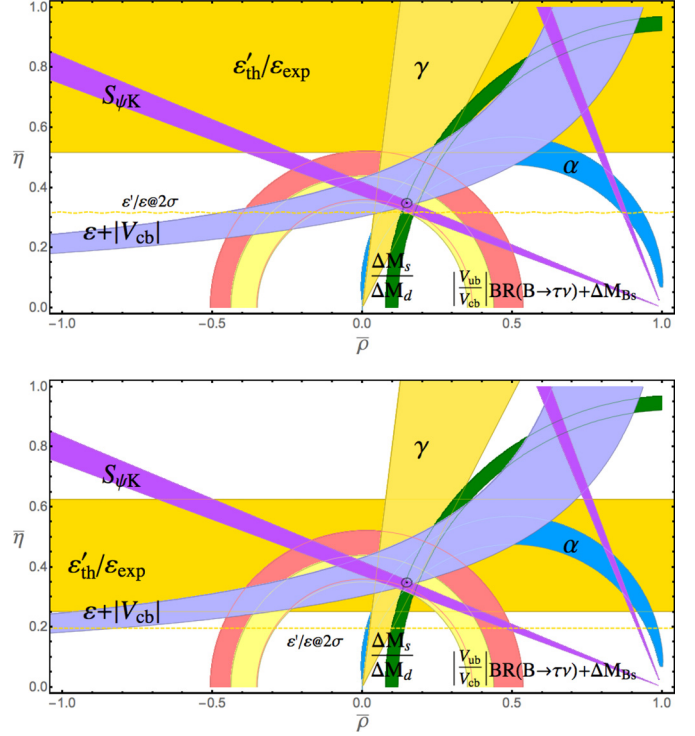 1.0
0.8
0.6
0.4
0.2
0.0
η̄
ε′th/εexp
γ
SψK
α
ε'/ε@2σ
ε+|Vcb|
ΔMs
ΔMd
|Vub/Vcb|BR(B→τν)+ΔMBs
−1.0 −0.5 0.0 0.5 1.0
ρ̄
1.0
0.8
0.6
0.4
0.2
0.0
η̄
γ
SψK
ε′th/εexp
α
ε+|Vcb|
ε'/ε@2σ
ΔMs
ΔMd
|Vub/Vcb|BR(B→τν)+ΔMBs
−1.0 −0.5 0.0 0.5 1.0
ρ̄